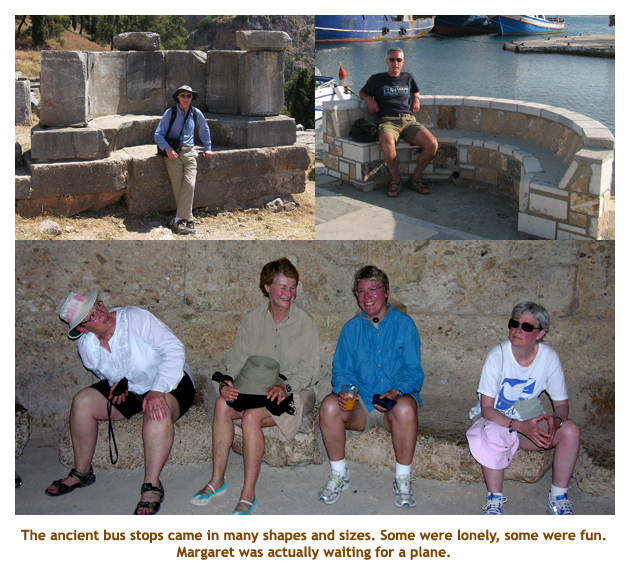 The ancient bus stops came in many shapes and sizes. Some were lonely, some were fun.
Margaret was actually waiting for a plane.